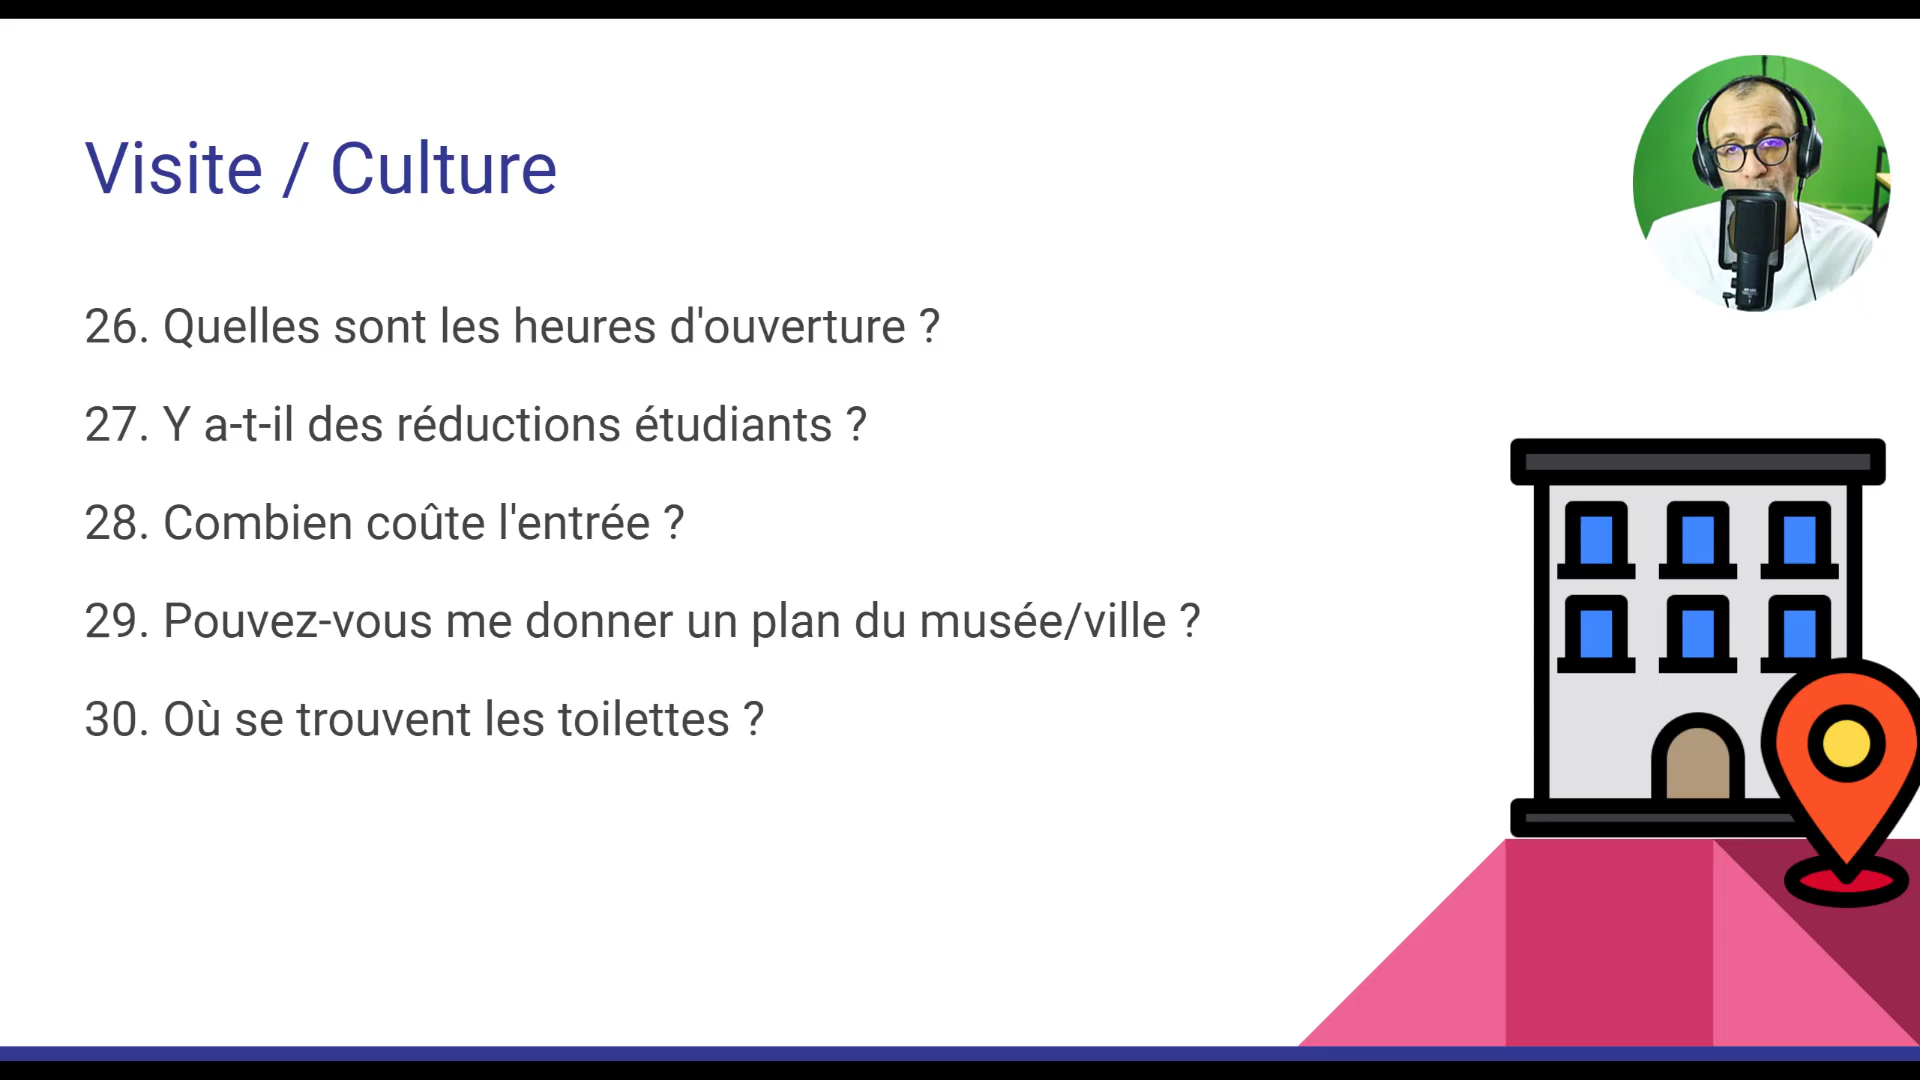 Visite / Culture
26. Quelles sont les heures d'ouverture ?
27. Y a-t-il des réductions étudiants ?
28. Combien coûte l'entrée ?
29. Pouvez-vous me donner un plan du musée/ville ?
30. Où se trouvent les toilettes ?